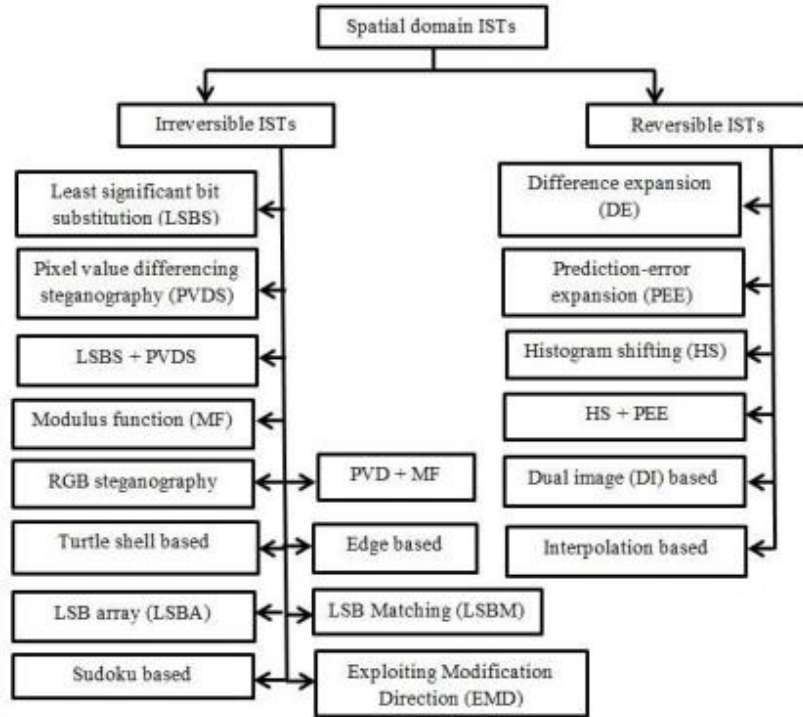 Spatial domain ISTs
Irreversible ISTs
Reversible ISTs
Least significant bit
substitution (LSBS)
Pixel value differencing
steganography (PVDS)
LSBS + PVDS
Modulus function (MF)
RGB steganography
Turtle shell based
LSB array (LSBA)
Sudoku based
PVD + MF
Edge based
LSB Matching (LSBM)
Exploiting Modification
Direction (EMD)
Difference expansion
(DE)
Prediction-error
expansion (PEE)
Histogram shifting (HS)
HS + PEE
Dual image (DI) based
Interpolation based